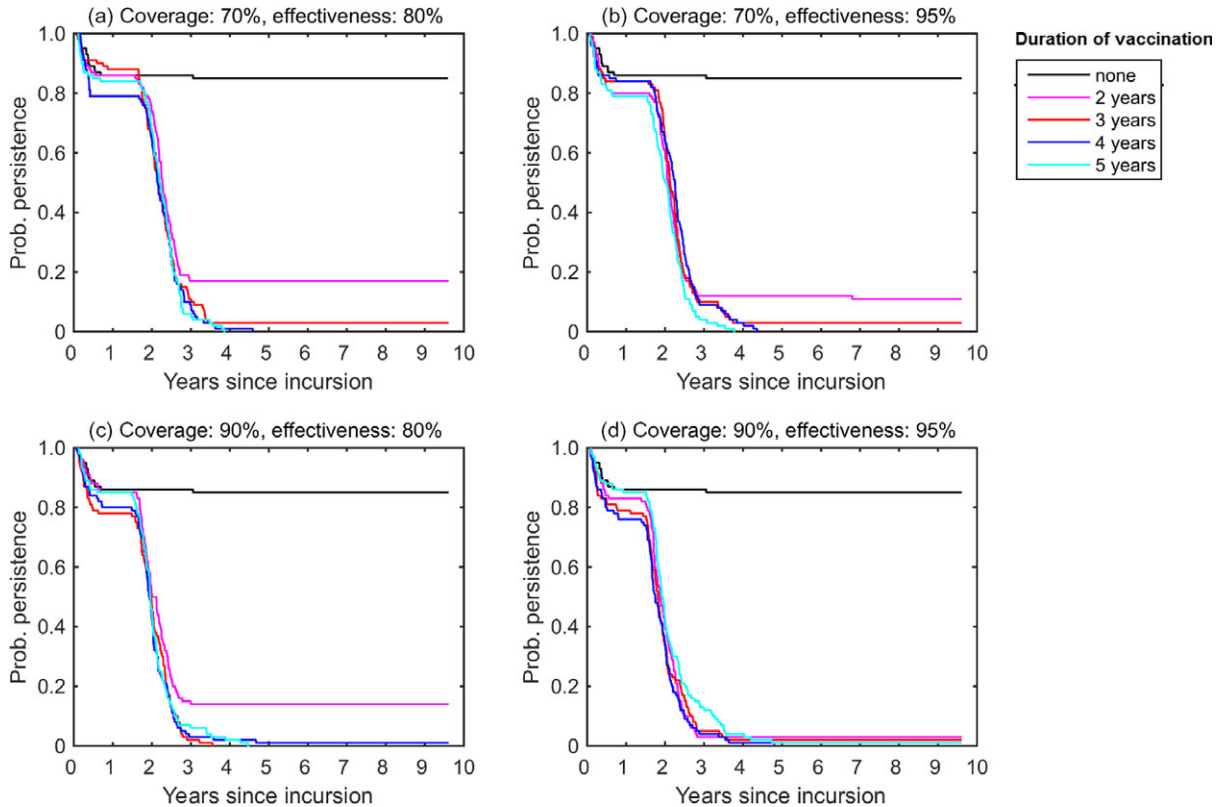 (a) Coverage: 70%, effectiveness: 80%
1.0
0.8
0.6
0.4
0.2
0
Prob. persistence
0 1 2 3 4 5 6 7 8 9 10
Years since incursion
(b) Coverage: 70%, effectiveness: 95%
1.0
0.8
0.6
0.4
0.2
0
Prob. persistence
0 1 2 3 4 5 6 7 8 9 10
Years since incursion
Duration of vaccination
none
2 years
3 years
4 years
5 years
(c) Coverage: 90%, effectiveness: 80%
1.0
0.8
0.6
0.4
0.2
0
Prob. persistence
0 1 2 3 4 5 6 7 8 9 10
Years since incursion
(d) Coverage: 90%, effectiveness: 95%
1.0
0.8
0.6
0.4
0.2
0
Prob. persistence
0 1 2 3 4 5 6 7 8 9 10
Years since incursion